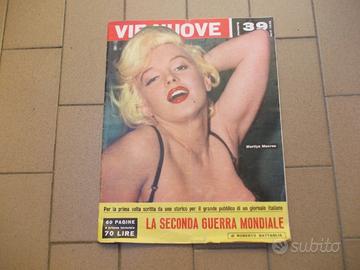 VIE NUOVE
39
Marilyn Monroe
Per la prima volta scritta da uno storico per il grande pubblico di un giornale italiano
60 PAGINE
70 LIRE
LA SECONDA GUERRA MONDIALE
di ROBERTO BATTAGLIA
subito